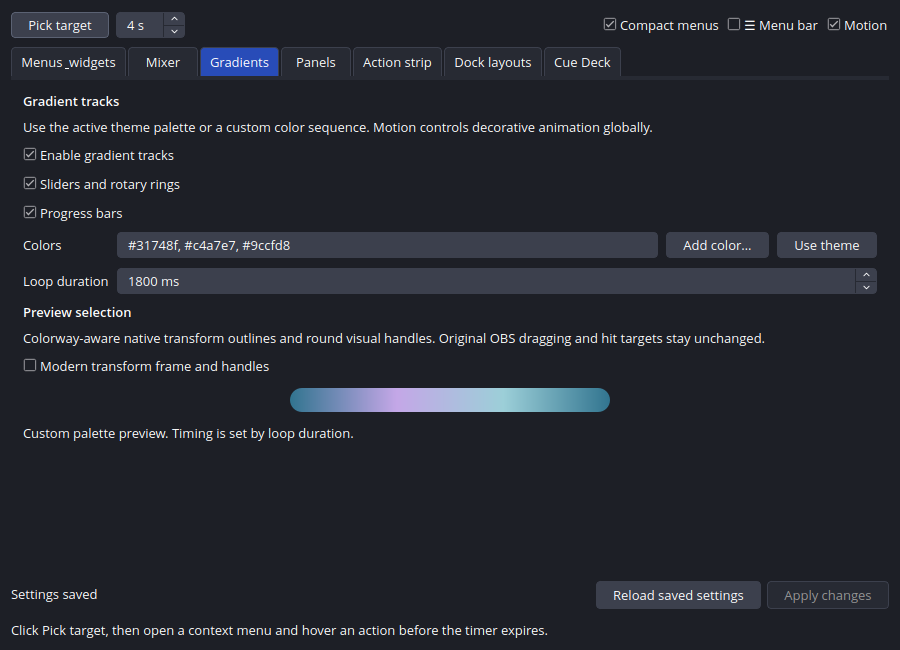 Pick target 4 s Compact menus ☰ Menu bar Motion
Menus _widgets Mixer Gradients Panels Action strip Dock layouts Cue Deck
Gradient tracks
Use the active theme palette or a custom color sequence. Motion controls decorative animation globally.
Enable gradient tracks
Sliders and rotary rings
Progress bars
Colors #31748f, #c4a7e7, #9ccfd8 Add color... Use theme
Loop duration 1800 ms
Preview selection
Colorway-aware native transform outlines and round visual handles. Original OBS dragging and hit targets stay unchanged.
Modern transform frame and handles
Custom palette preview. Timing is set by loop duration.
Settings saved Reload saved settings Apply changes
Click Pick target, then open a context menu and hover an action before the timer expires.